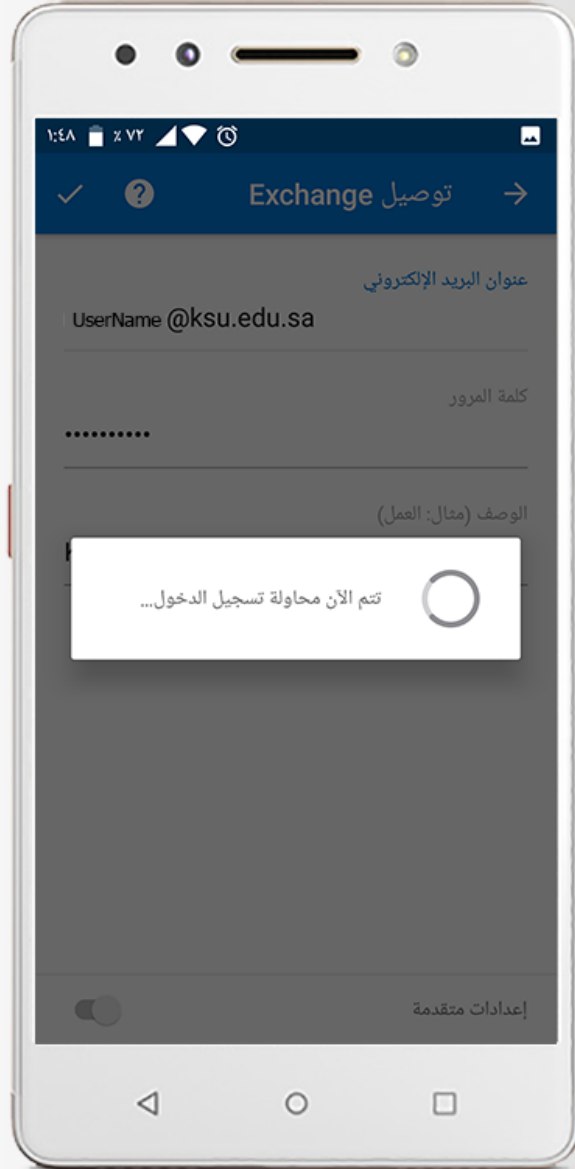 ١:٤٨ ٪ ٧٢
توصيل Exchange
عنوان البريد الإلكتروني
UserName @ksu.edu.sa
كلمة المرور
••••••••••
الوصف (مثال: العمل)
تتم الآن محاولة تسجيل الدخول...
إعدادات متقدمة